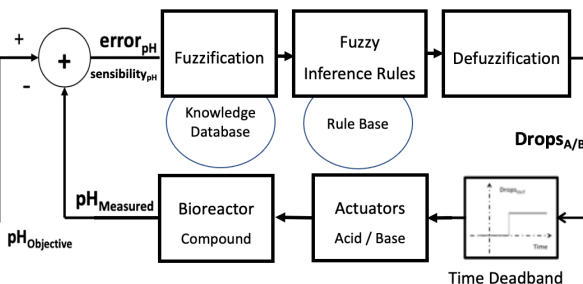 +
error_pH
+
sensibility_pH
-
Fuzzification
Fuzzy
Inference Rules
Defuzzification
Knowledge
Database
Rule Base
Drops_A/B
pH_Measured
pH_Objective
Bioreactor
Compound
Actuators
Acid / Base
Drops_OUT
Time
Time Deadband